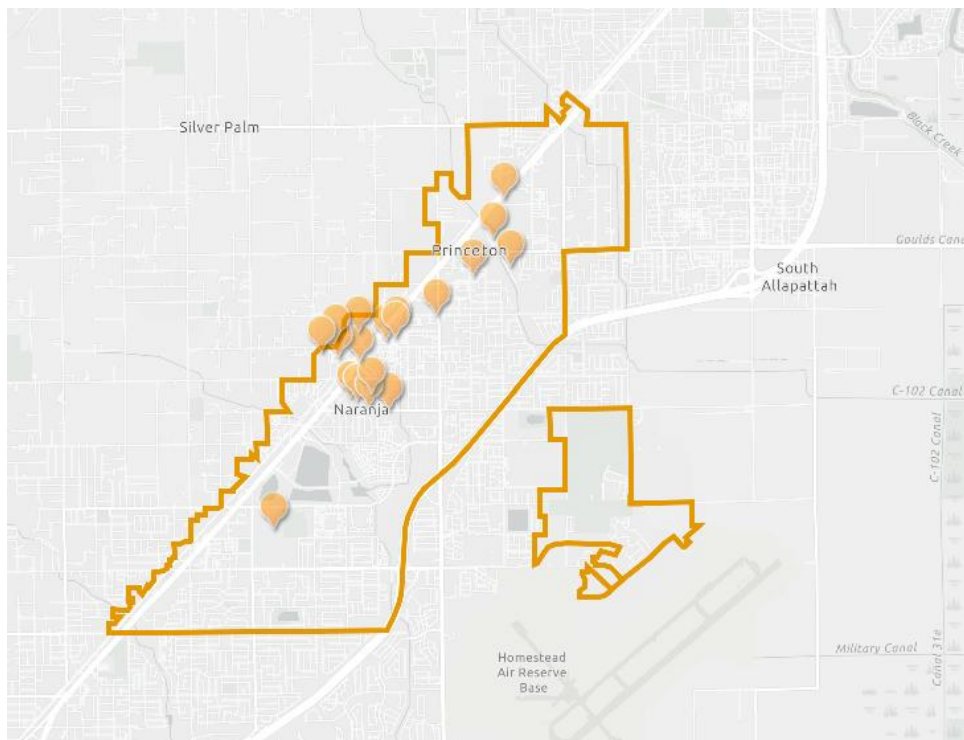 Silver Palm
Black Creek
Princeton
Goulds Cana
South
Allapattah
C-102 Canal
Naranja
C-102 Canal
Homestead
Air Reserve
Base
Military Canal
Canal 31e